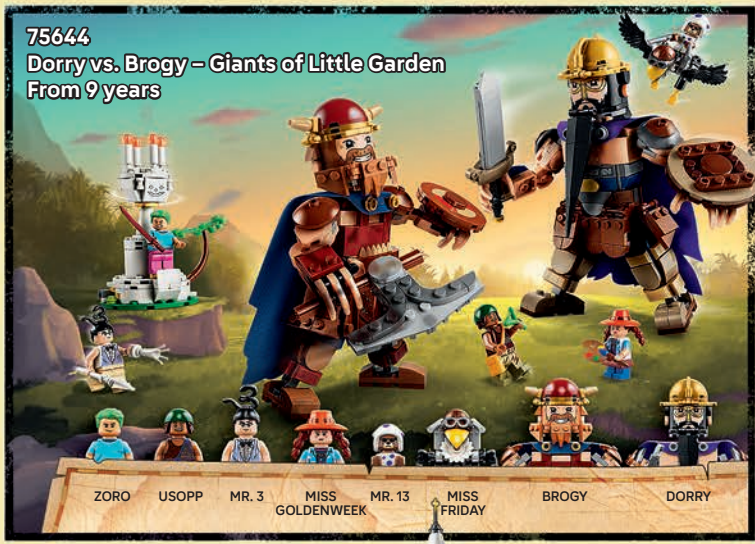 75644
Dorry vs. Brogy – Giants of Little Garden
From 9 years
ZORO
USOPP
MR. 3
MISS
GOLDENWEEK
MR. 13
MISS
FRIDAY
BROGY
DORRY